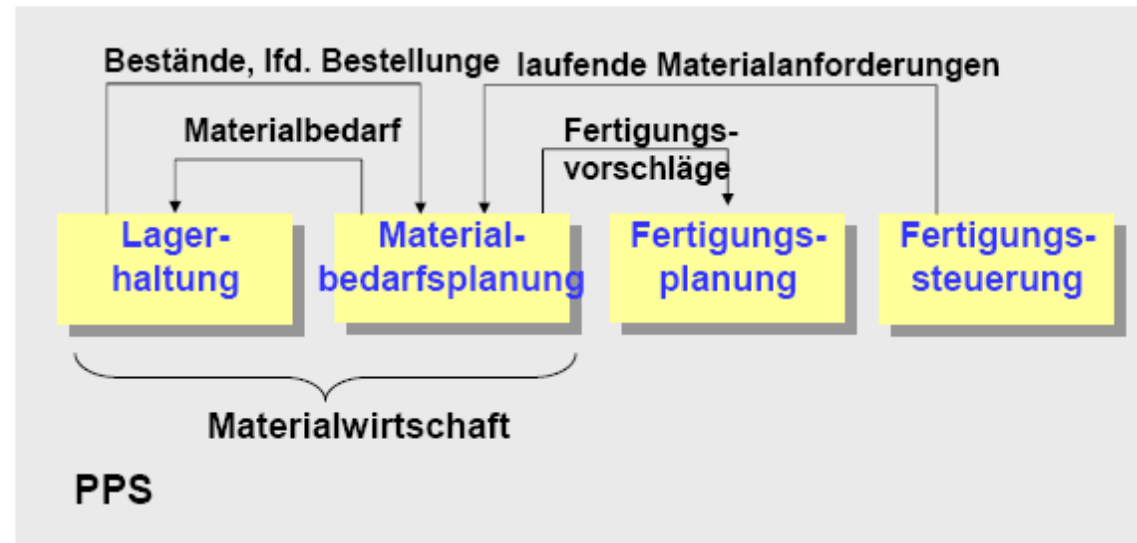 Bestände, lfd. Bestellunge
laufende Materialanforderungen
Materialbedarf
Fertigungs-
vorschläge
Lager-
haltung
Material-
bedarfsplanung
Fertigungs-
planung
Fertigungs-
steuerung
Materialwirtschaft
PPS